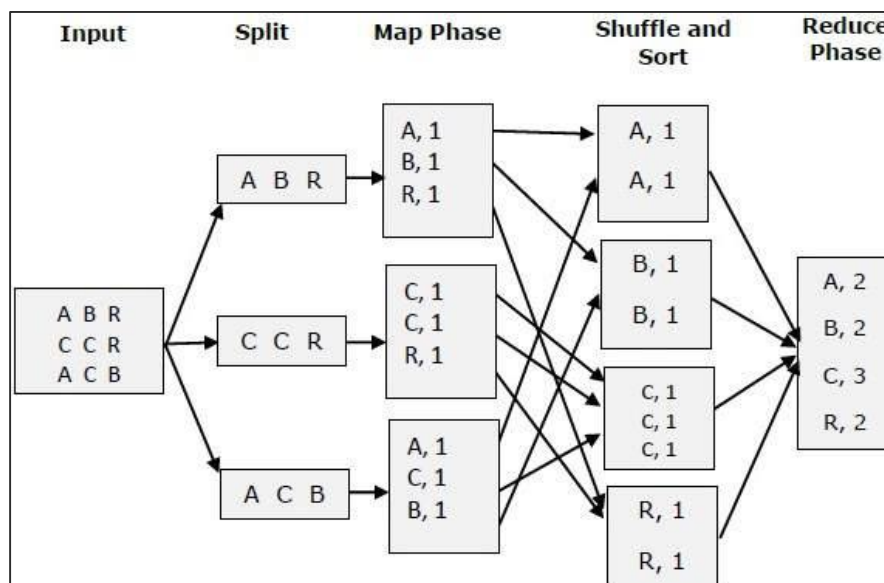 Input
Split
Map Phase
Shuffle and
Sort
Reduce
Phase
A B R
C C R
A C B
A B R
C C R
A C B
A, 1
B, 1
R, 1
C, 1
C, 1
R, 1
A, 1
C, 1
B, 1
A, 1
A, 1
B, 1
B, 1
C, 1
C, 1
C, 1
R, 1
R, 1
A, 2
B, 2
C, 3
R, 2